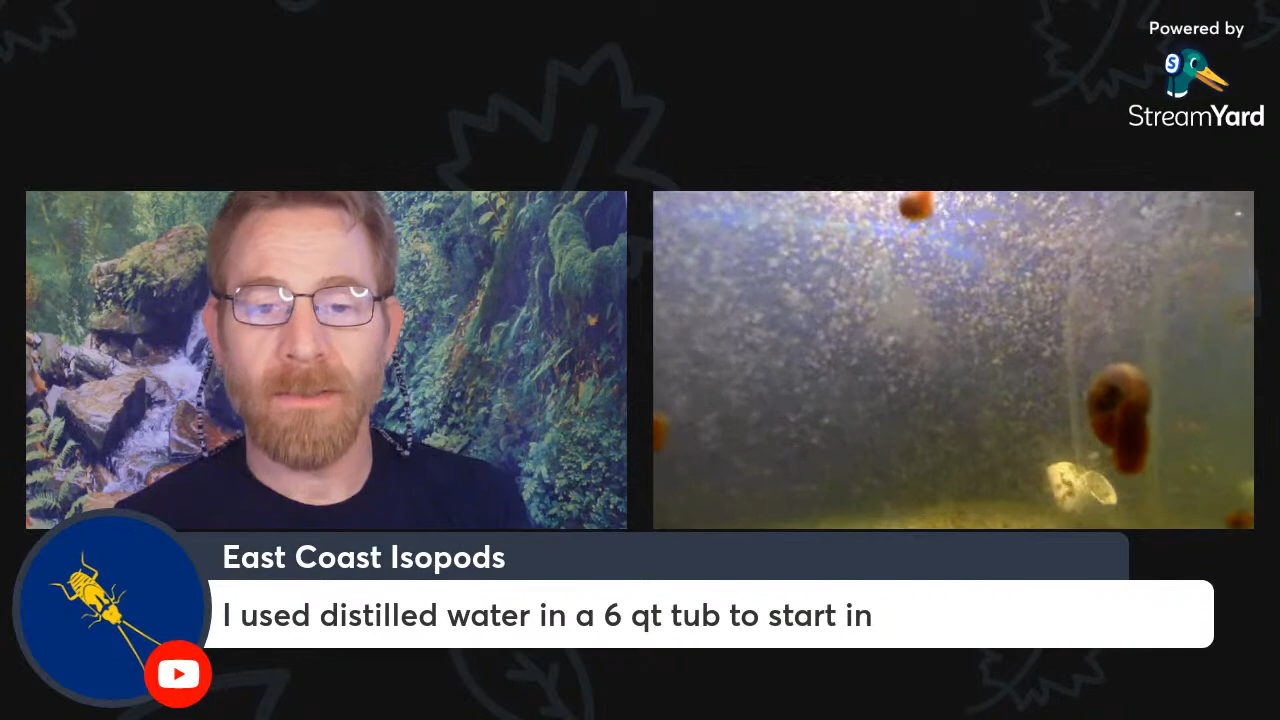 Powered by
S
StreamYard
East Coast Isopods
I used distilled water in a 6 qt tub to start in